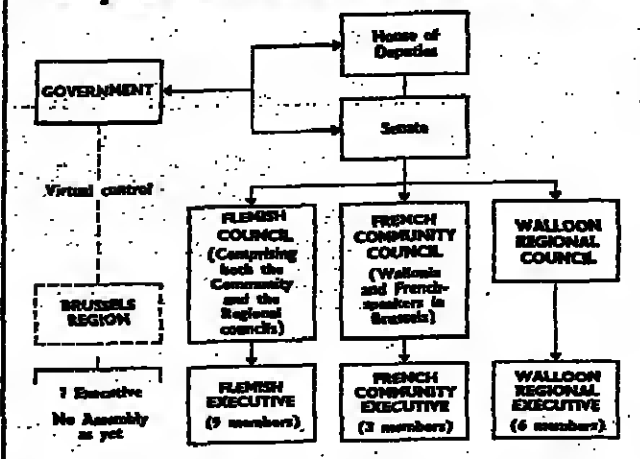 House of
Deputies
GOVERNMENT
Senate
Virtual control
FLEMISH
COUNCIL
(Comprising
both the
Community
and the
Regional
councils)
FRENCH
COMMUNITY
COUNCIL
(Wallonia
and French-
speakers in
Brussels)
WALLOON
REGIONAL
COUNCIL
BRUSSELS
REGION
Executive
No Assembly
as yet
FLEMISH
EXECUTIVE
members)
FRENCH
COMMUNITY
EXECUTIVE
(3 members)
WALLOON
REGIONAL
EXECUTIVE
(6 members)